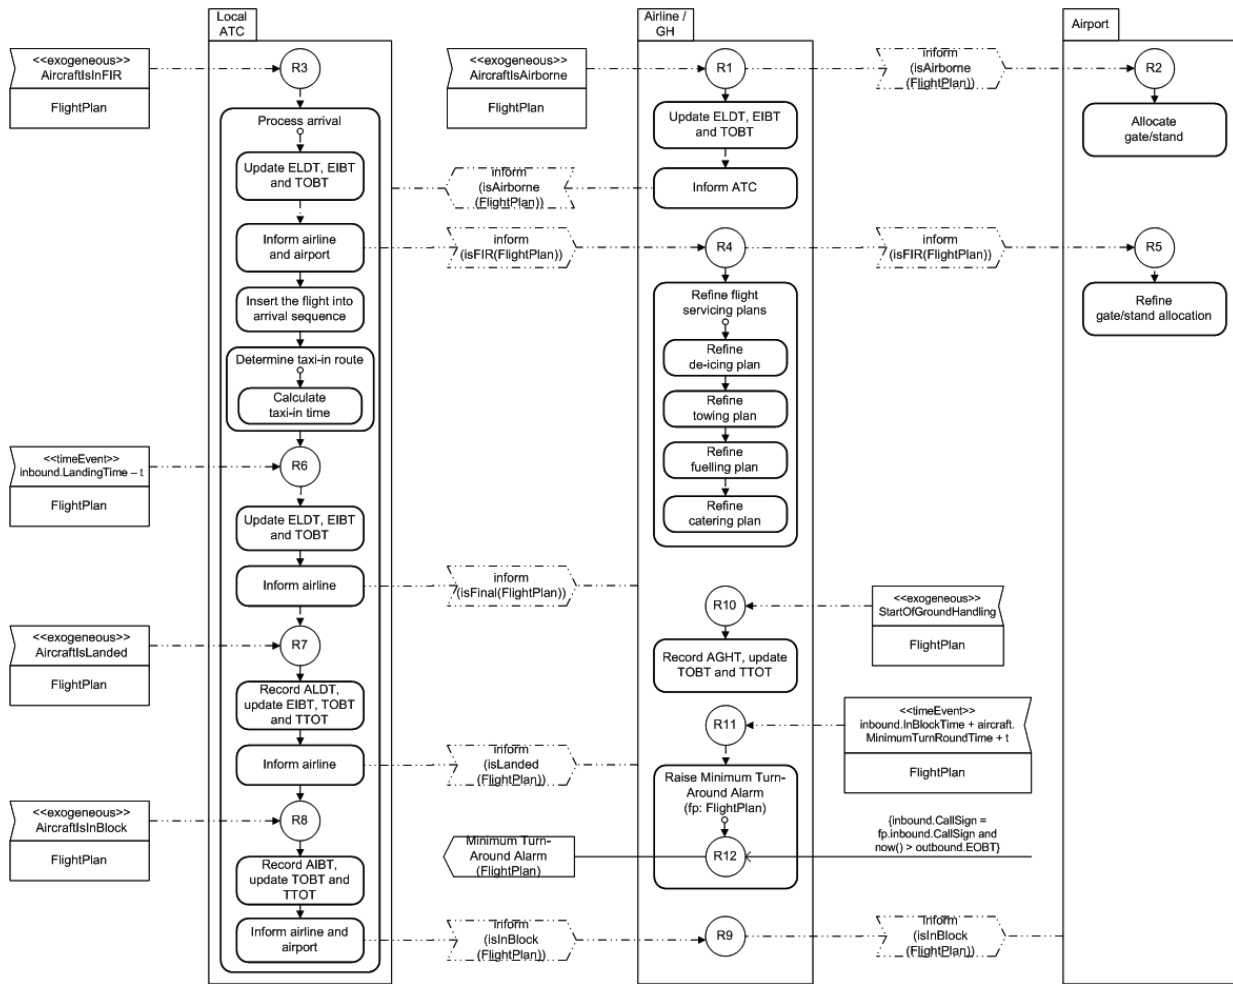 Local
ATC
Airline /
GH
Airport
<<exogeneous>>
AircraftIsInFIR
FlightPlan
R3
<<exogeneous>>
AircraftIsAirborne
FlightPlan
R1
inform
(isAirborne
(FlightPlan))
R2
Process arrival
Update ELDT, EIBT
and TOBT
Update ELDT, EIBT
and TOBT
Allocate
gate/stand
inform
(isAirborne
(FlightPlan))
Inform ATC
Inform airline
and airport
inform
(isFIR(FlightPlan))
R4
inform
(isFIR(FlightPlan))
R5
Insert the flight into
arrival sequence
Refine flight
servicing plans
Refine
gate/stand allocation
Determine taxi-in route
Calculate
taxi-in time
Refine
de-icing plan
Refine
towing plan
Refine
fuelling plan
Refine
catering plan
<<timeEvent>>
inbound.LandingTime – t
FlightPlan
R6
Update ELDT, EIBT
and TOBT
Inform airline
inform
(isFinal(FlightPlan))
R10
<<exogeneous>>
StartOfGroundHandling
FlightPlan
<<exogeneous>>
AircraftIsLanded
FlightPlan
R7
Record AGHT, update
TOBT and TTOT
Record ALDT,
update EIBT, TOBT
and TTOT
R11
<<timeEvent>>
inbound.InBlockTime + aircraft.
MinimumTurnRoundTime + t
FlightPlan
Inform airline
inform
(isLanded
(FlightPlan))
Raise Minimum Turn-
Around Alarm
(fp: FlightPlan)
<<exogeneous>>
AircraftIsInBlock
FlightPlan
R8
Minimum Turn-
Around Alarm
(FlightPlan)
R12
{inbound.CallSign =
fp.inbound.CallSign and
now() > outbound.EOBT}
Record AIBT,
update TOBT and
TTOT
Inform airline and
airport
inform
(isInBlock
(FlightPlan))
R9
inform
(isInBlock
(FlightPlan))